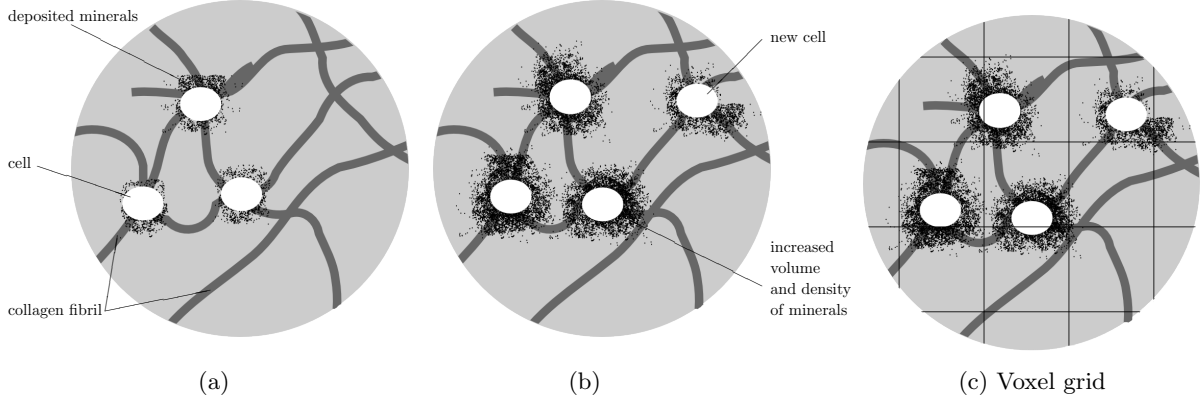 deposited minerals
cell
collagen fibril
(a)
new cell
increased
volume
and density
of minerals
(b)
(c) Voxel grid